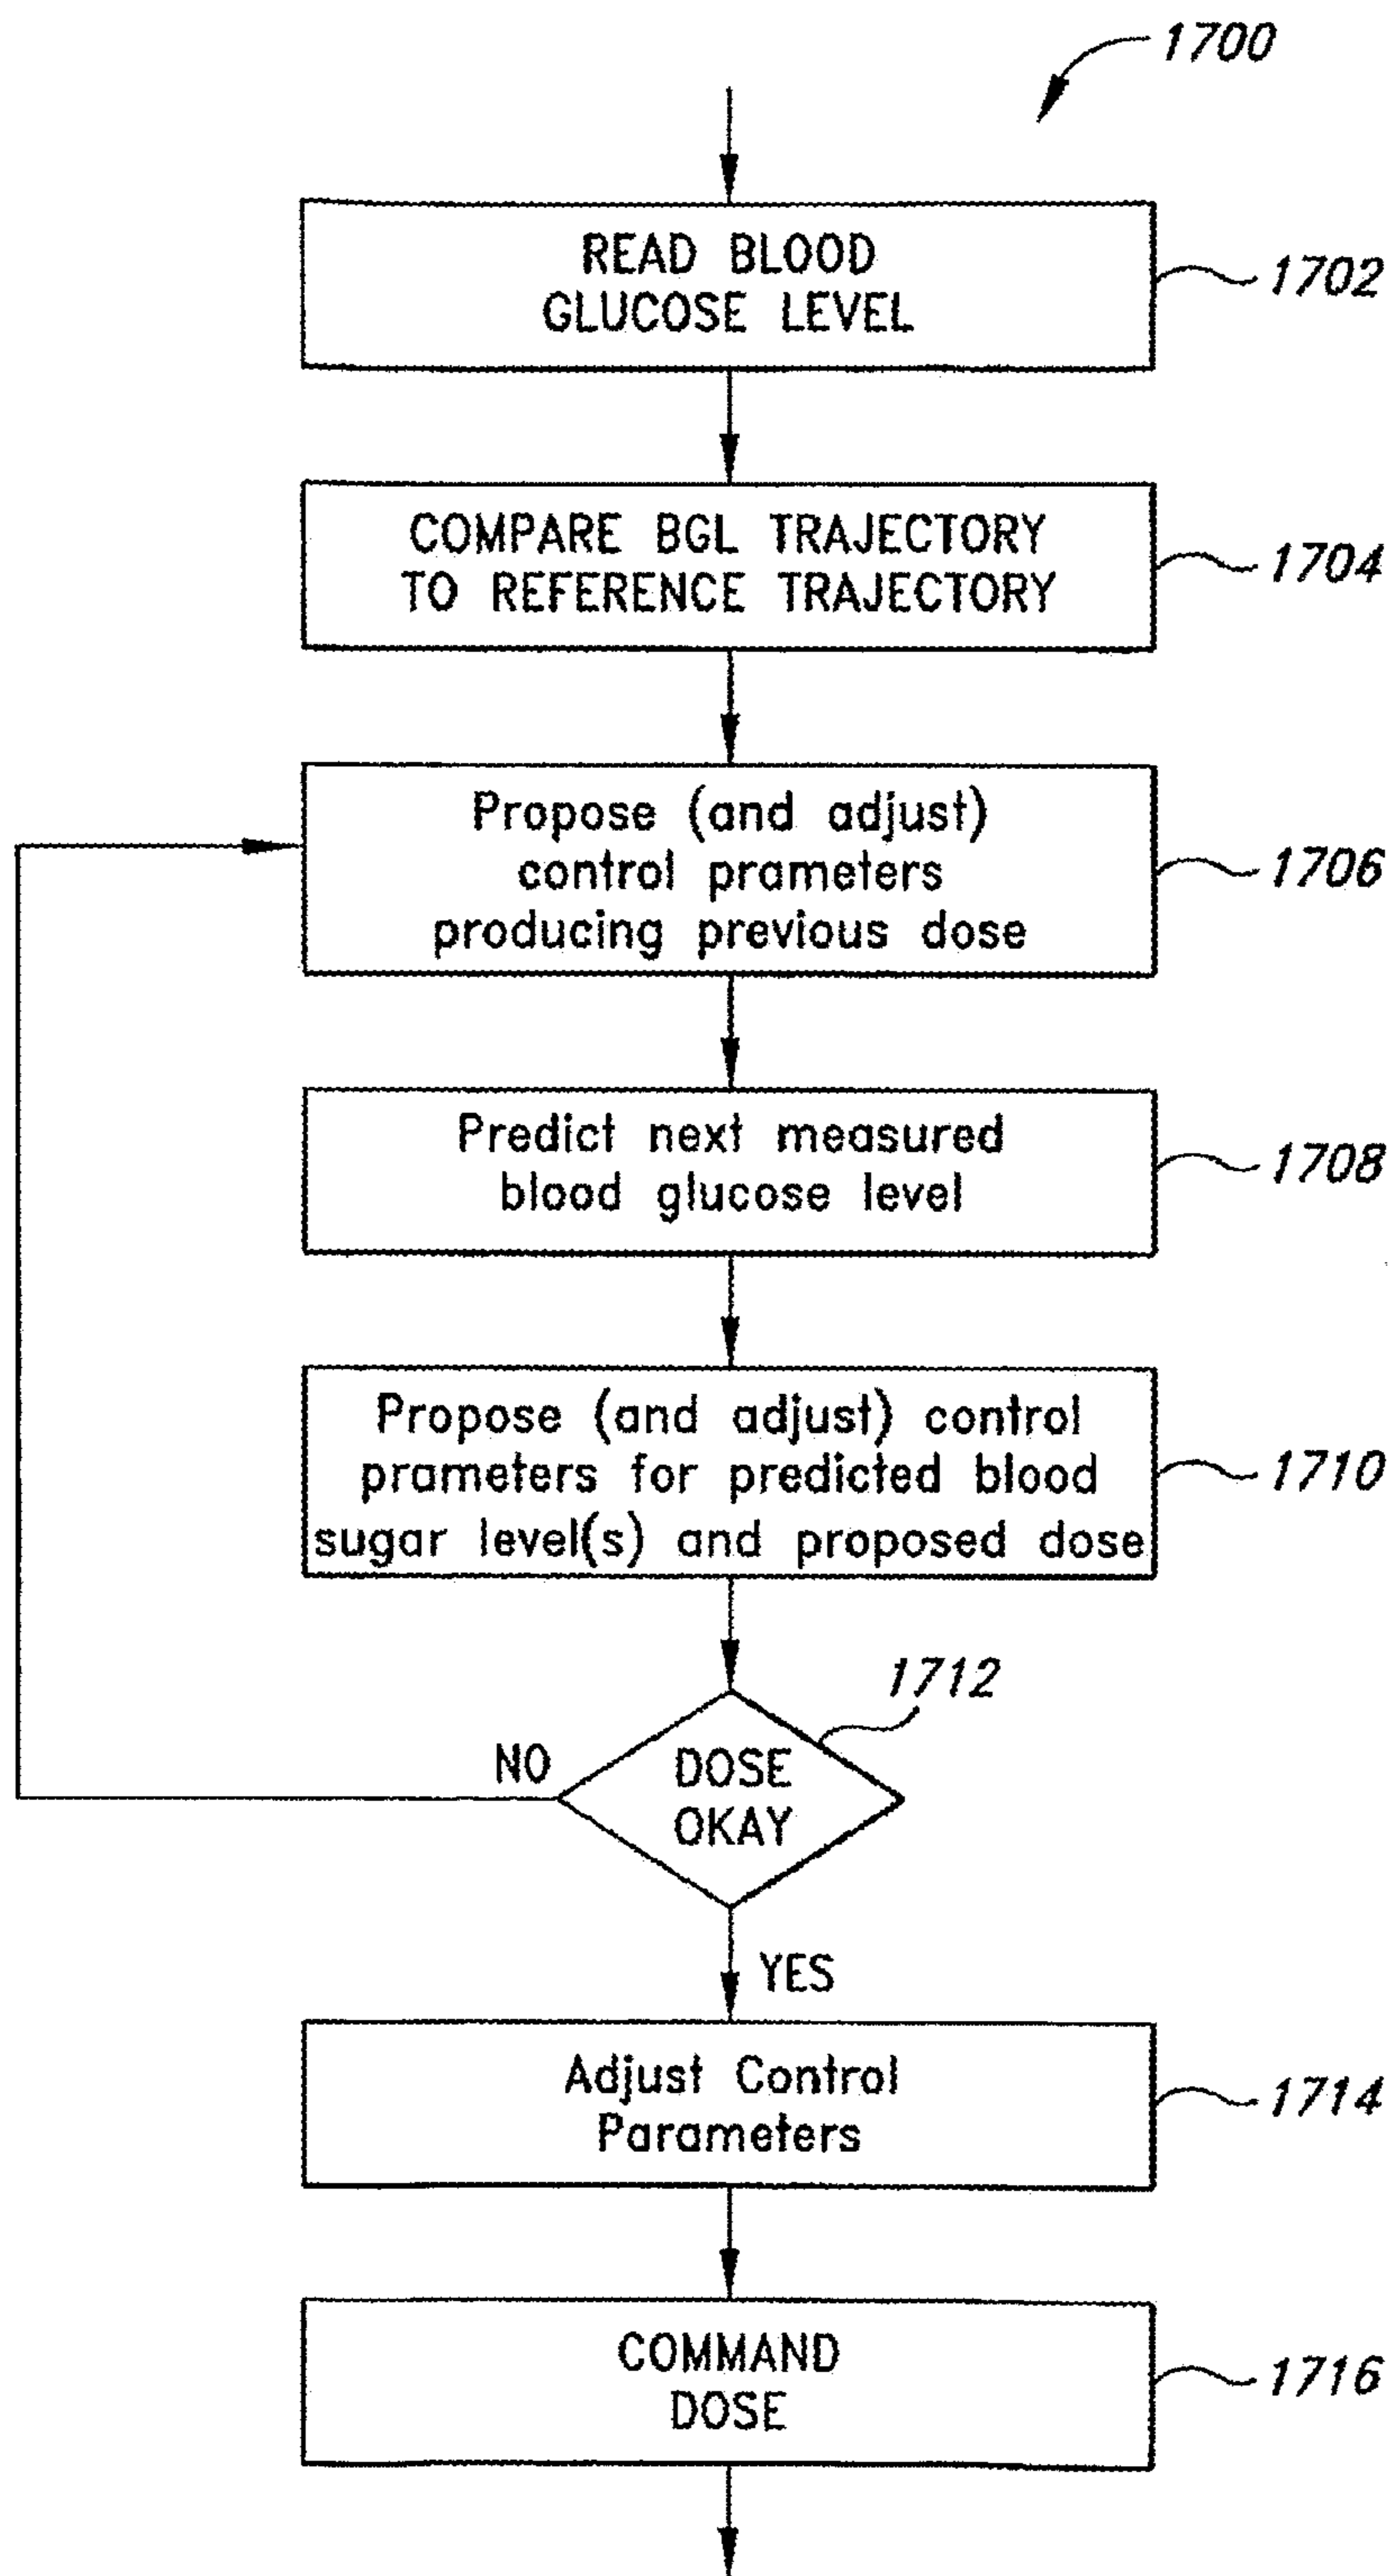 1700
READ BLOOD
GLUCOSE LEVEL
1702
COMPARE BGL TRAJECTORY
TO REFERENCE TRAJECTORY
1704
Propose (and adjust)
control prameters
producing previous dose
1706
Predict next measured
blood glucose level
1708
Propose (and adjust) control
prameters for predicted blood
sugar level(s) and proposed dose
1710
1712
NO
DOSE
OKAY
YES
Adjust Control
Parameters
1714
COMMAND
DOSE
1716